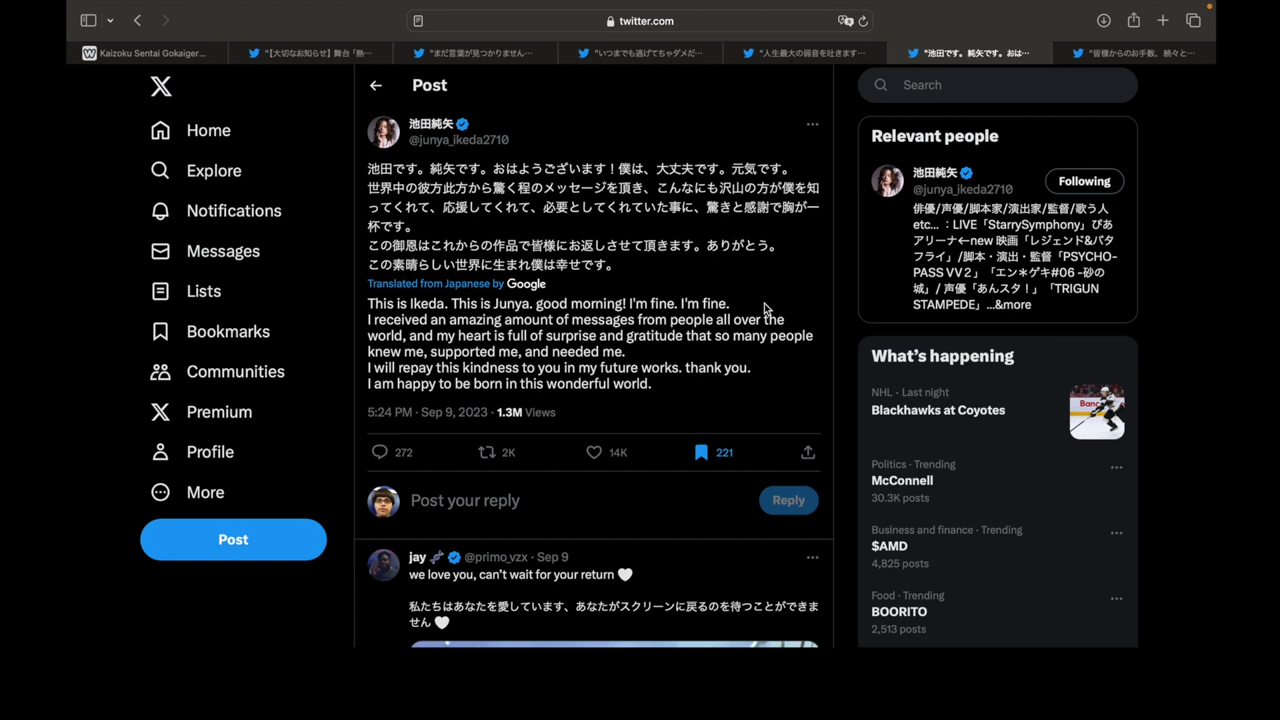 twitter.com
Kaizoku Sentai Gokaiger...
"【大切なお知らせ】舞台「熱⋯
"まだ言葉が見つかりません⋯
"いつまでも逃げてちゃダメだ⋯
"人生最大の弱音を吐きます⋯
"池田です。純矢です。おは⋯
"皆様からのお手数、続々と⋯
Home
Explore
Notifications
Messages
Lists
Bookmarks
Communities
Premium
Profile
More
Post
Post
池田純矢
@junya_ikeda2710
池田です。純矢です。おはようございます！僕は、大丈夫です。元気です。
世界中の彼方此方から驚く程のメッセージを頂き、こんなにも沢山の方が僕を知
ってくれて、応援してくれて、必要としてくれていた事に、驚きと感謝で胸が一
杯です。
この御恩はこれからの作品で皆様にお返しさせて頂きます。ありがとう。
この素晴らしい世界に生まれ僕は幸せです。
Translated from Japanese by Google
This is Ikeda. This is Junya. good morning! I'm fine. I'm fine.
I received an amazing amount of messages from people all over the
world, and my heart is full of surprise and gratitude that so many people
knew me, supported me, and needed me.
I will repay this kindness to you in my future works. thank you.
I am happy to be born in this wonderful world.
5:24 PM · Sep 9, 2023 · 1.3M Views
272
2K
14K
221
Post your reply
Reply
jay @primo_vzx · Sep 9
we love you, can't wait for your return 🤍
私たちはあなたを愛しています、あなたがスクリーンに戻るのを待つことができま
せん 🤍
Search
Relevant people
池田純矢
@junya_ikeda2710
Following
俳優/声優/脚本家/演出家/監督/歌う人
etc... ：LIVE「StarrySymphony」ぴあ
アリーナ←new 映画「レジェンド&バタ
フライ」/脚本・演出・監督「PSYCHO-
PASS VV２」「エン＊ゲキ#06 -砂の
城」/ 声優「あんスタ！」「TRIGUN
STAMPEDE」...&more
What's happening
NHL · Last night
Blackhawks at Coyotes
Politics · Trending
McConnell
30.3K posts
Business and finance · Trending
$AMD
4,825 posts
Food · Trending
BOORITO
2,513 posts